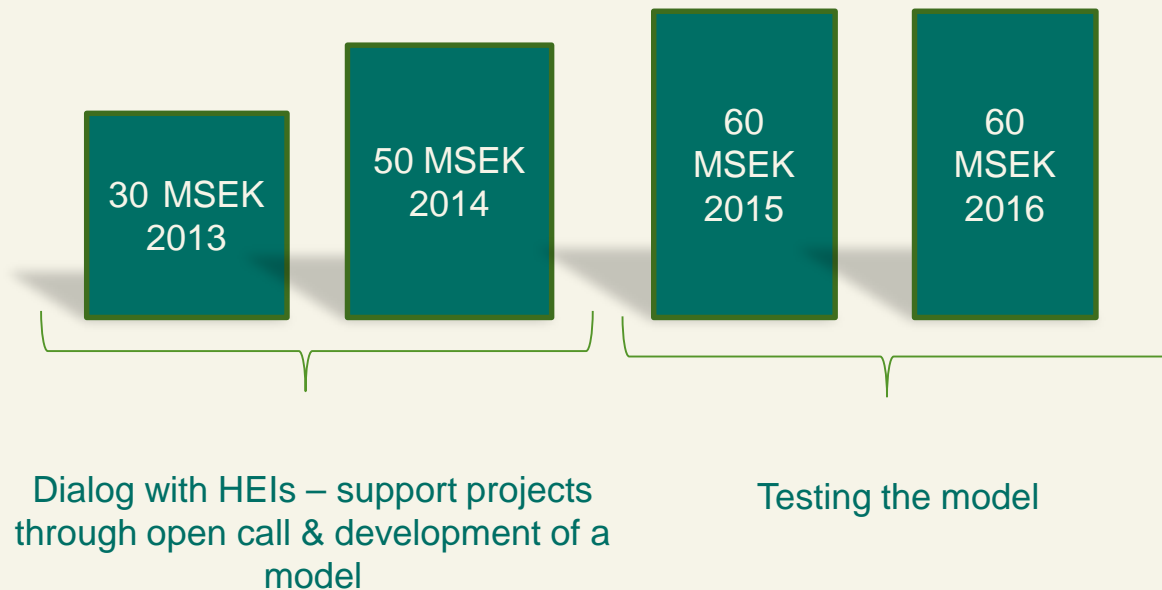 30 MSEK
2013
50 MSEK
2014
60
MSEK
2015
60
MSEK
2016
Dialog with HEIs – support projects
through open call & development of a
model
Testing the model